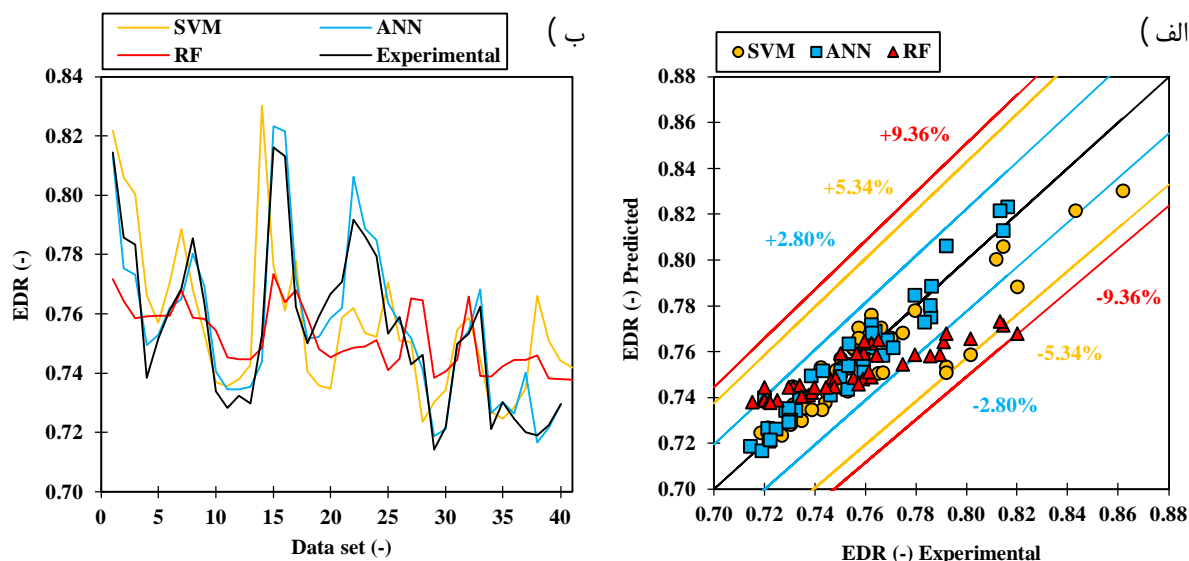 ب )
SVM
ANN
RF
Experimental
0.84
0.82
0.80
0.78
0.76
0.74
0.72
0.70
EDR (-)
0 5 10 15 20 25 30 35 40
Data set (-)
الف )
SVM ANN RF
0.88
0.86
0.84
0.82
0.80
0.78
0.76
0.74
0.72
0.70
EDR (-) Predicted
+9.36%
+5.34%
+2.80%
-9.36%
-5.34%
-2.80%
0.70 0.72 0.74 0.76 0.78 0.80 0.82 0.84 0.86 0.88
EDR (-) Experimental